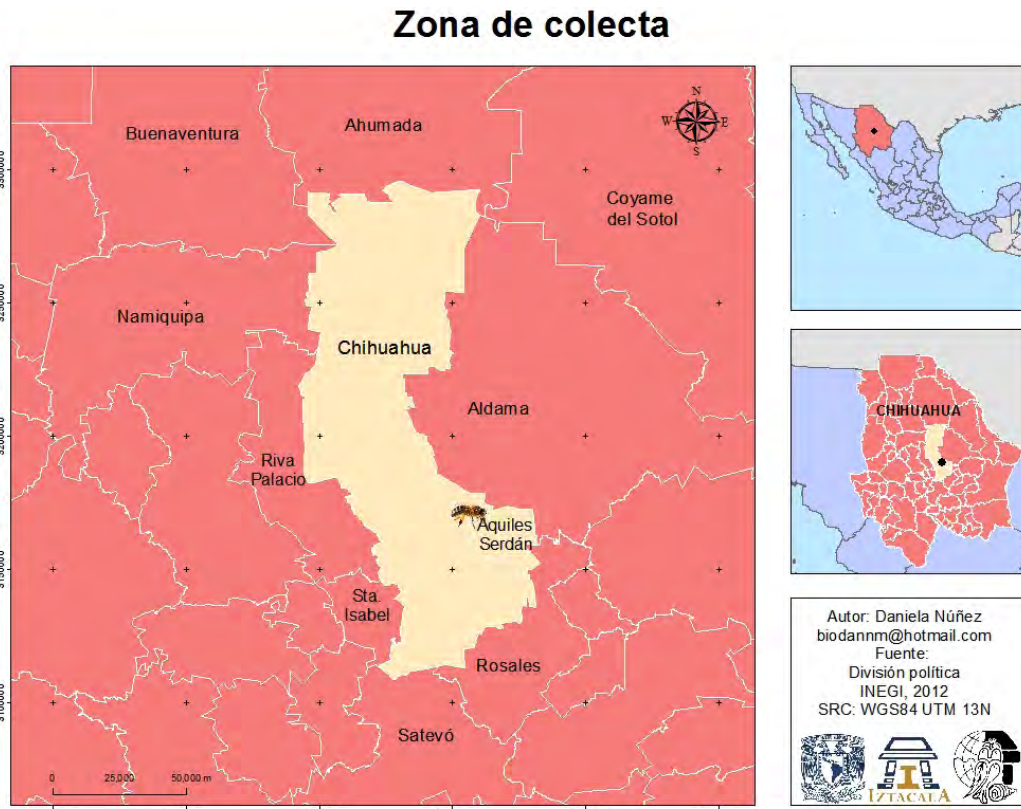 Zona de colecta
Buenaventura
Ahumada
N
W
E
S
Coyame
del Sotol
Namiquipa
Chihuahua
Aldama
Riva
Palacio
Aquiles
Serdán
Sta.
Isabel
Rosales
Satevó
0 25,000 50,000 m
CHIHUAHUA
Autor: Daniela Núñez
biodannm@hotmail.com
Fuente:
División política
INEGI, 2012
SRC: WGS84 UTM 13N
IZTACALA